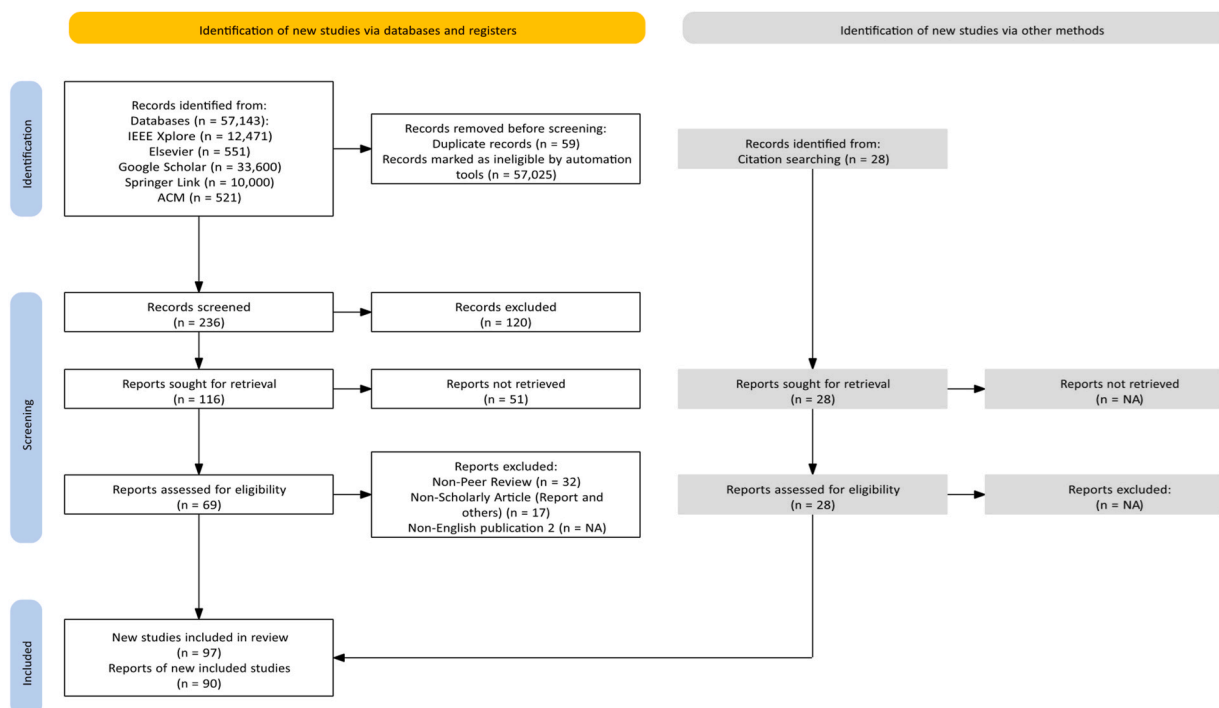 Identification of new studies via databases and registers
Identification of new studies via other methods
Identification
Records identified from:
Databases (n = 57,143):
IEEE Xplore (n = 12,471)
Elsevier (n = 551)
Google Scholar (n = 33,600)
Springer Link (n = 10,000)
ACM (n = 521)
Records removed before screening:
Duplicate records (n = 59)
Records marked as ineligible by automation
tools (n = 57,025)
Records identified from:
Citation searching (n = 28)
Screening
Records screened
(n = 236)
Records excluded
(n = 120)
Reports sought for retrieval
(n = 116)
Reports not retrieved
(n = 51)
Reports sought for retrieval
(n = 28)
Reports not retrieved
(n = NA)
Reports assessed for eligibility
(n = 69)
Reports excluded:
Non-Peer Review (n = 32)
Non-Scholarly Article (Report and
others) (n = 17)
Non-English publication 2 (n = NA)
Reports assessed for eligibility
(n = 28)
Reports excluded:
(n = NA)
Included
New studies included in review
(n = 97)
Reports of new included studies
(n = 90)